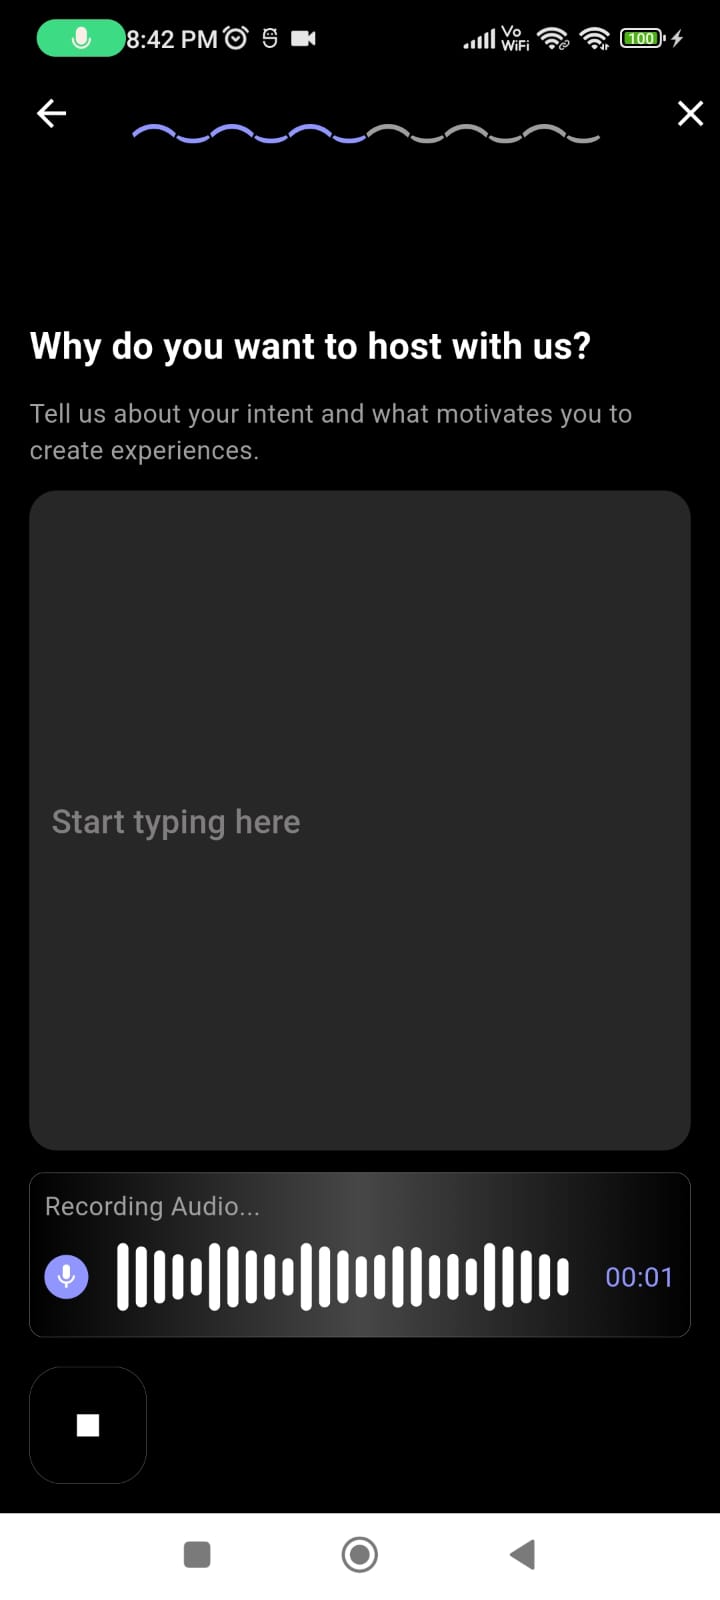 8:42 PM
Vo
WiFi
100
Why do you want to host with us?
Tell us about your intent and what motivates you to
create experiences.
Start typing here
Recording Audio...
00:01